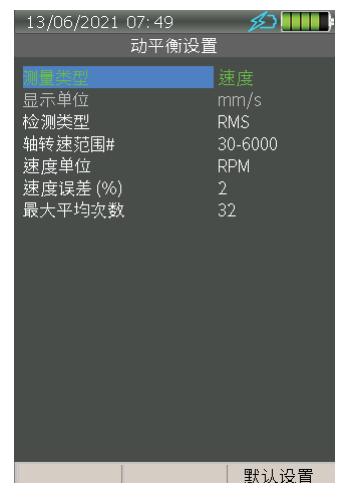 13/06/2021 07:49
动平衡设置
测量类型 速度
显示单位 mm/s
检测类型 RMS
轴转速范围# 30-6000
速度单位 RPM
速度误差(%) 2
最大平均次数 32
默认设置